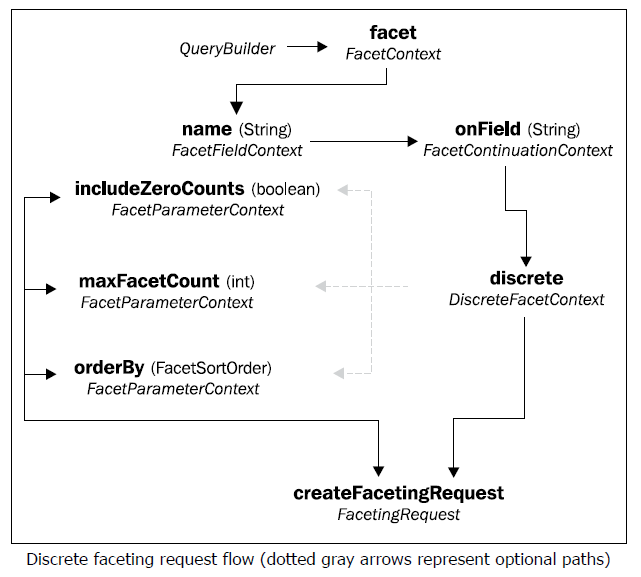 facet
QueryBuilder
FacetContext
name (String)
FacetFieldContext
onField (String)
FacetContinuationContext
includeZeroCounts (boolean)
FacetParameterContext
maxFacetCount (int)
FacetParameterContext
discrete
DiscreteFacetContext
orderBy (FacetSortOrder)
FacetParameterContext
createFacetingRequest
FacetingRequest
Discrete faceting request flow (dotted gray arrows represent optional paths)